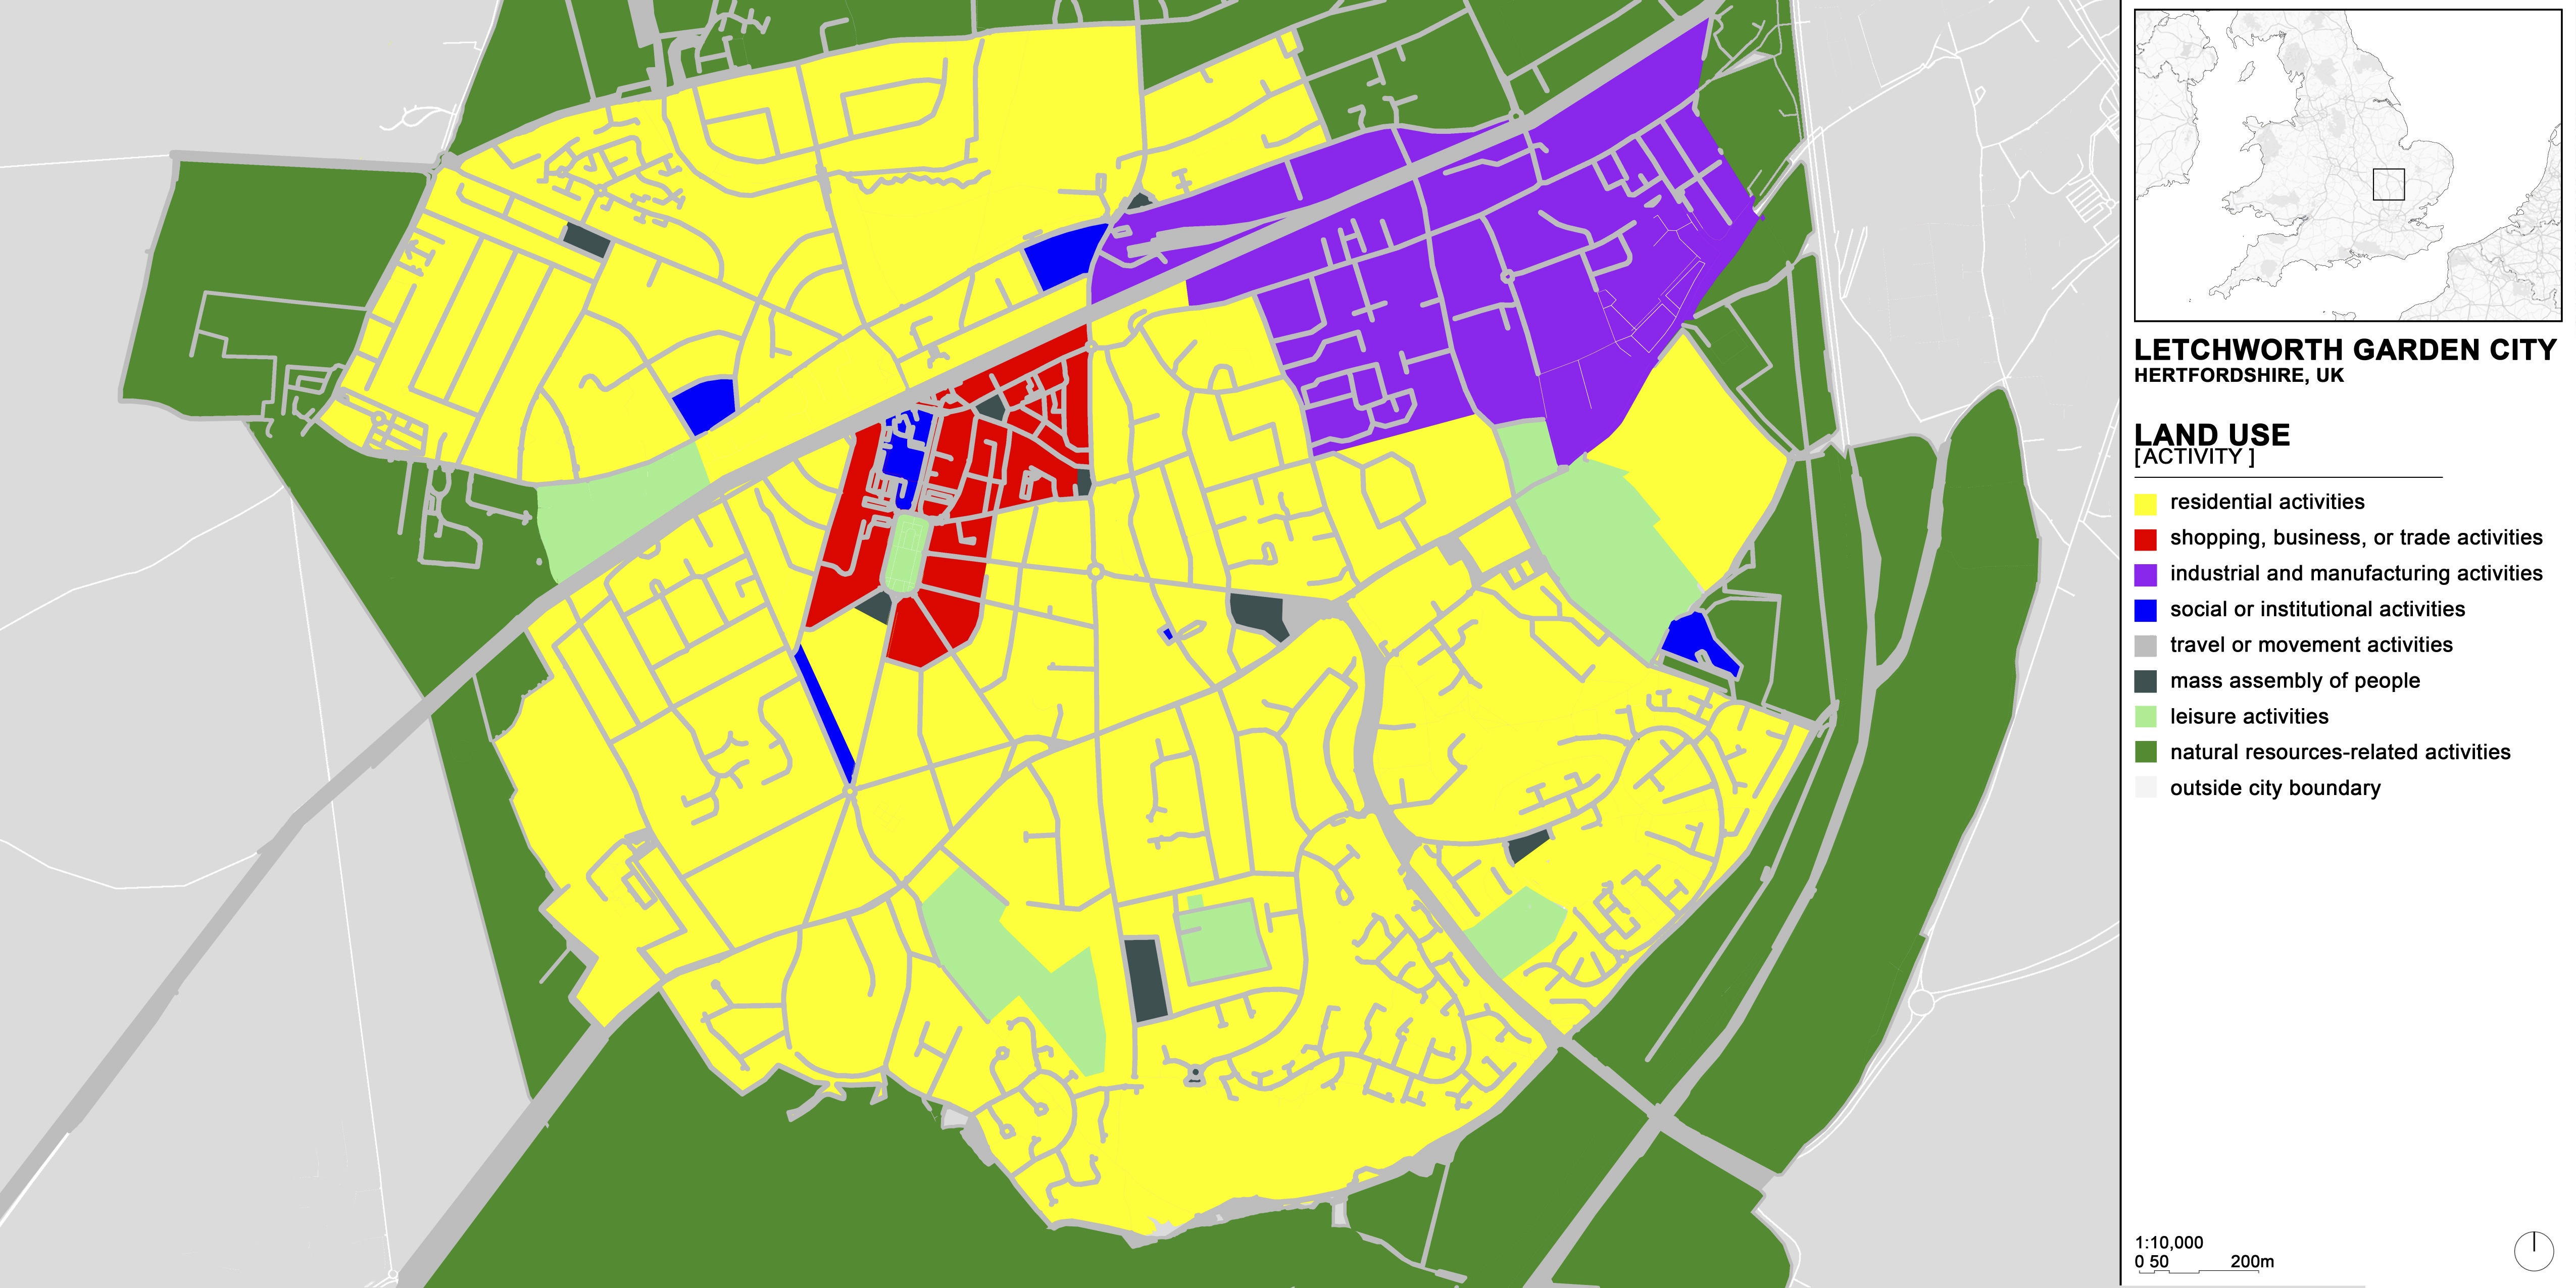 LETCHWORTH GARDEN CITY
HERTFORDSHIRE, UK
LAND USE
[ACTIVITY ]
residential activities
shopping, business, or trade activities
industrial and manufacturing activities
social or institutional activities
travel or movement activities
mass assembly of people
leisure activities
natural resources-related activities
outside city boundary
1:10,000
0 50 200m